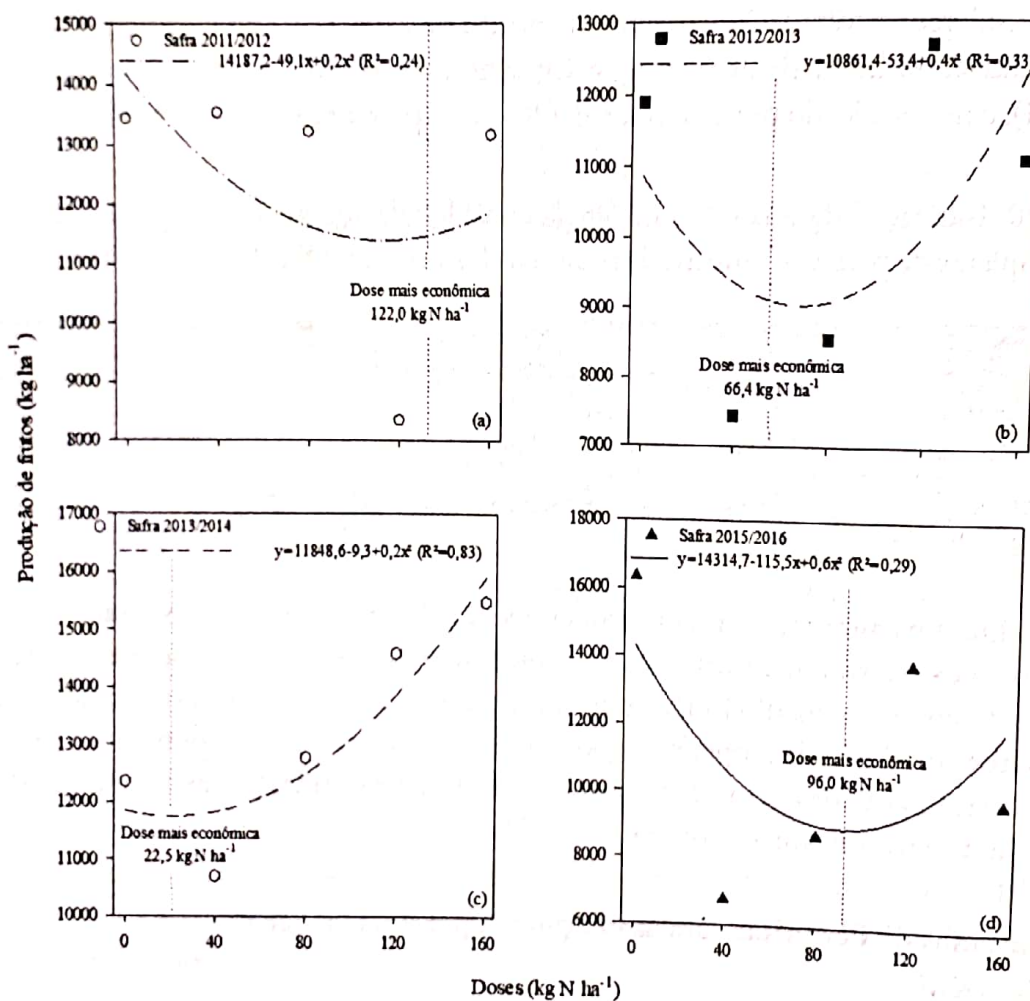 Produção de frutos (kg ha⁻¹)
15000
14000
13000
12000
11000
10000
9000
8000
Safra 2011/2012
14187,2-49,1x+0,2x² (R²=0,24)
Dose mais econômica
122,0 kg N ha⁻¹
(a)
13000
12000
11000
10000
9000
8000
7000
Safra 2012/2013
y=10861,4-53,4+0,4x² (R²=0,33
Dose mais econômica
66,4 kg N ha⁻¹
(b)
17000
16000
15000
14000
13000
12000
11000
10000
Safra 2013/2014
y=11848,6-9,3+0,2x² (R²=0,83)
Dose mais econômica
22,5 kg N ha⁻¹
(c)
0 40 80 120 160
18000
16000
14000
12000
10000
8000
6000
Safra 2015/2016
y=14314,7-115,5x+0,6x² (R²=0,29)
Dose mais econômica
96,0 kg N ha⁻¹
(d)
0 40 80 120 160
Doses (kg N ha⁻¹)